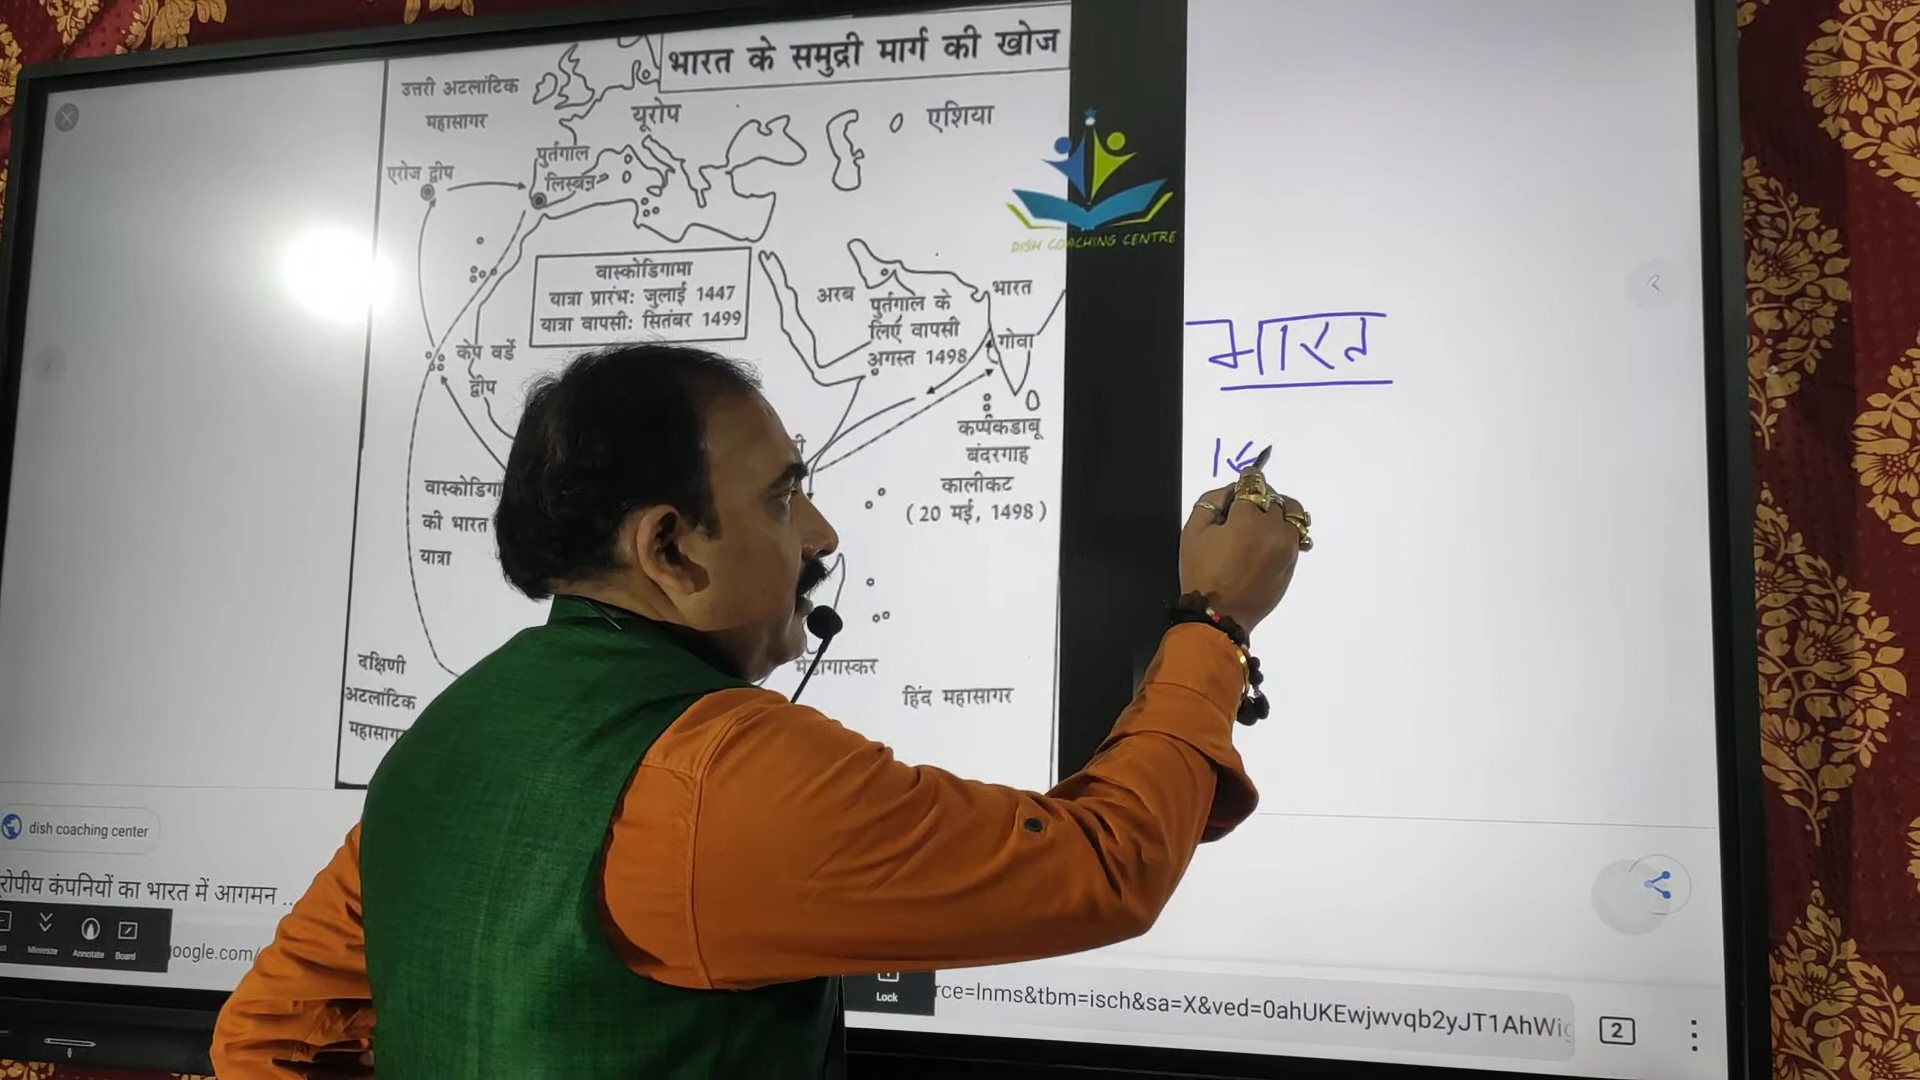 भारत के समुद्री मार्ग की खोज
उत्तरी अटलांटिक
महासागर
यूरोप
एशिया
एरोज द्वीप
पुर्तगाल
लिस्बन
DISH COACHING CENTRE
वास्कोडिगामा
यात्रा प्रारंभ: जुलाई 1447
यात्रा वापसी: सितंबर 1499
अरब
पुर्तगाल के
लिए वापसी
अगस्त 1498
भारत
गोवा
केप वर्डे
द्वीप
कर्प्पकडाबू
बंदरगाह
कालीकट
( 20 मई, 1498 )
वास्कोडिगा
की भारत
यात्रा
मेडागास्कर
हिंद महासागर
दक्षिणी
अटलांटिक
महासाग
भारत
dish coaching center
रोपीय कंपनियों का भारत में आगमन ...
Minimize
Annotate
Board
oogle.com/
Lock
rce=lnms&tbm=isch&sa=X&ved=0ahUKEwjwvqb2yJT1AhWi
2